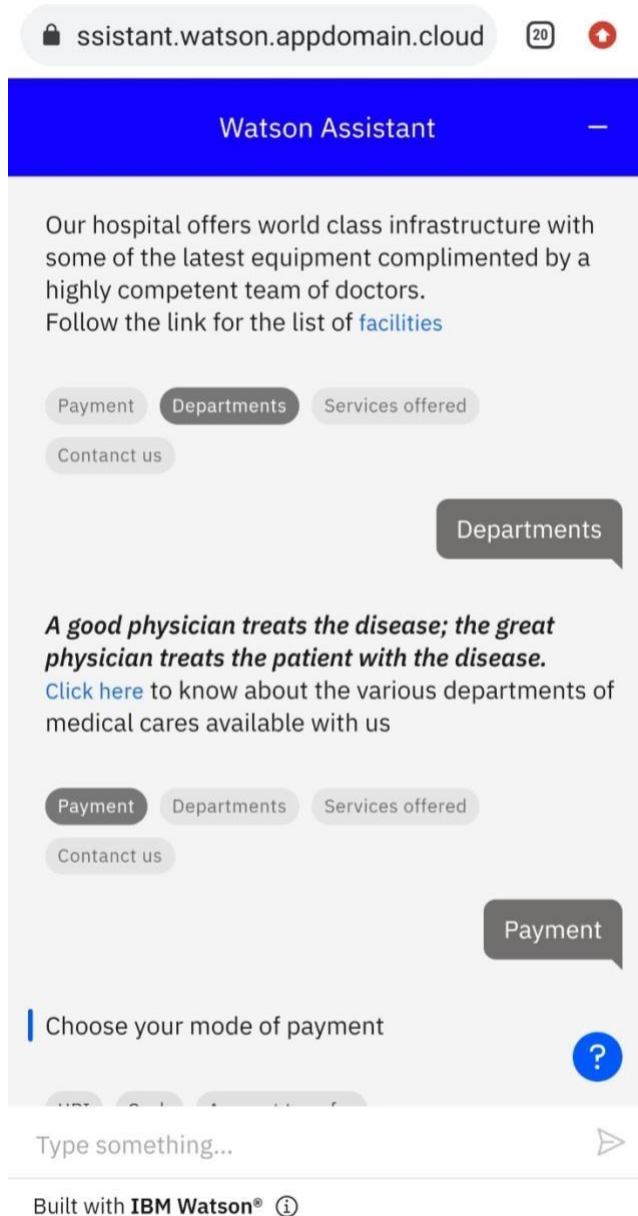 ssistant.watson.appdomain.cloud 20
Watson Assistant
Our hospital offers world class infrastructure with
some of the latest equipment complimented by a
highly competent team of doctors.
Follow the link for the list of facilities
Payment Departments Services offered
Contanct us
Departments
A good physician treats the disease; the great
physician treats the patient with the disease.
Click here to know about the various departments of
medical cares available with us
Payment Departments Services offered
Contanct us
Payment
Choose your mode of payment
?
Type something...
Built with IBM Watson®